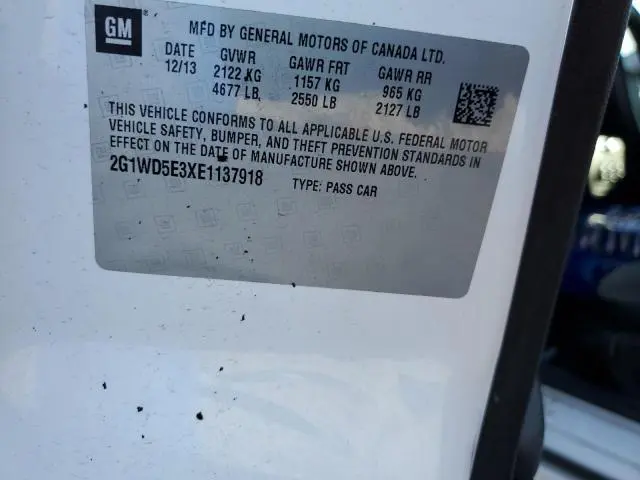 GM
MFD BY GENERAL MOTORS OF CANADA LTD.
DATE GVWR GAWR FRT GAWR RR
12/13 2122 KG 1157 KG 965 KG
4677 LB 2550 LB 2127 LB
THIS VEHICLE CONFORMS TO ALL APPLICABLE U.S. FEDERAL MOTOR
VEHICLE SAFETY, BUMPER, AND THEFT PREVENTION STANDARDS IN
EFFECT ON THE DATE OF MANUFACTURE SHOWN ABOVE.
2G1WD5E3XE1137918 TYPE: PASS CAR